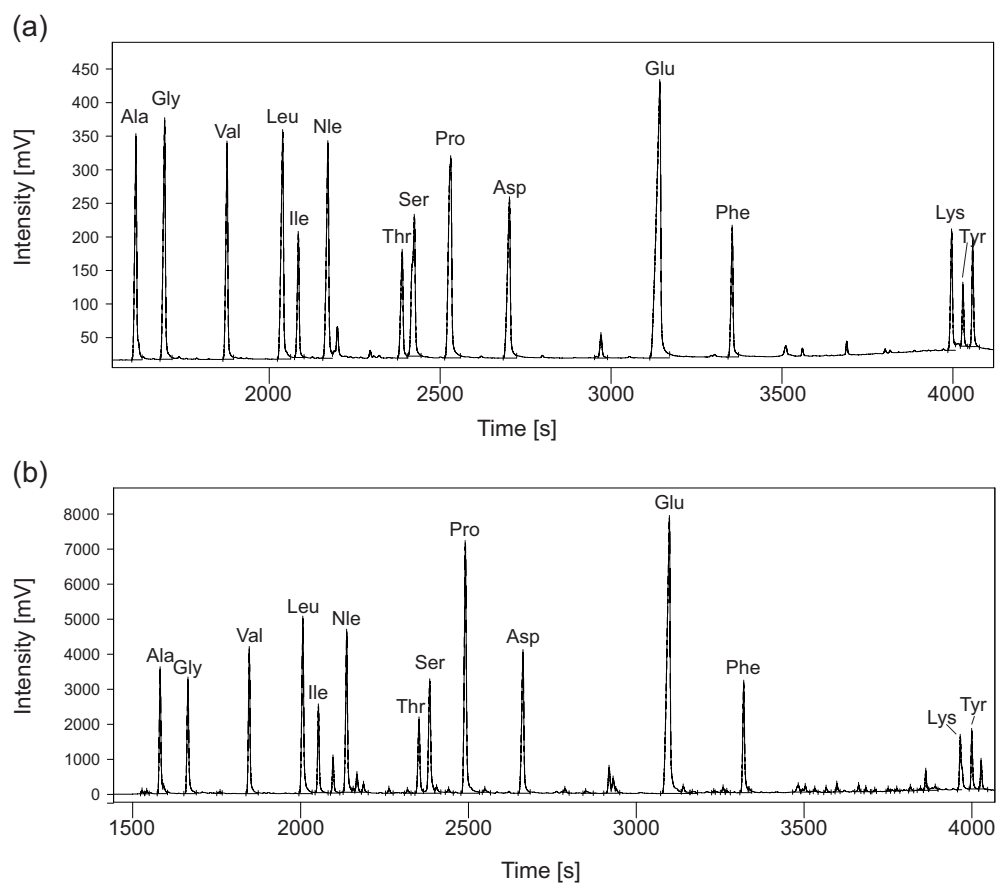 (a)
Intensity [mV]
450
400
350
300
250
200
150
100
50
Ala
Gly
Val
Leu
Ile
Nle
Thr
Ser
Pro
Asp
Glu
Phe
Lys
Tyr
2000 2500 3000 3500 4000
Time [s]
(b)
Intensity [mV]
8000
7000
6000
5000
4000
3000
2000
1000
0
Ala
Gly
Val
Leu
Ile
Nle
Thr
Ser
Pro
Asp
Glu
Phe
Lys
Tyr
1500 2000 2500 3000 3500 4000
Time [s]